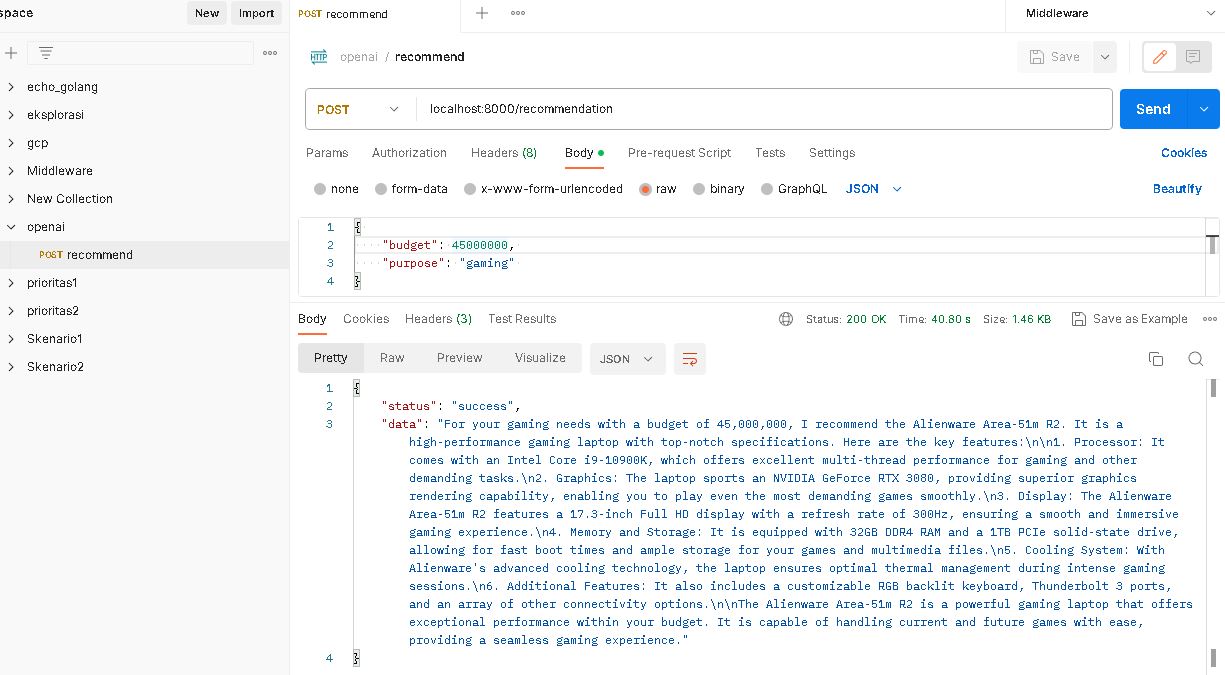 space New Import POST recommend Middleware
openai / recommend Save
echo_golang
eksplorasi
gcp
Middleware
New Collection
openai
POST recommend
prioritas1
prioritas2
Skenario1
Skenario2
HTTP
POST localhost:8000/recommendation Send
Params Authorization Headers (8) Body Pre-request Script Tests Settings Cookies
none form-data x-www-form-urlencoded raw binary GraphQL JSON Beautify
1 {
2 "budget": 45000000,
3 "purpose": "gaming"
4 }
Body Cookies Headers (3) Test Results Status: 200 OK Time: 40.80 s Size: 1.46 KB Save as Example
Pretty Raw Preview Visualize JSON
1 {
2 "status": "success",
3 "data": "For your gaming needs with a budget of 45,000,000, I recommend the Alienware Area-51m R2. It is a
high-performance gaming laptop with top-notch specifications. Here are the key features:\n\n1. Processor: It
comes with an Intel Core i9-10900K, which offers excellent multi-thread performance for gaming and other
demanding tasks.\n2. Graphics: The laptop sports an NVIDIA GeForce RTX 3080, providing superior graphics
rendering capability, enabling you to play even the most demanding games smoothly.\n3. Display: The Alienware
Area-51m R2 features a 17.3-inch Full HD display with a refresh rate of 300Hz, ensuring a smooth and immersive
gaming experience.\n4. Memory and Storage: It is equipped with 32GB DDR4 RAM and a 1TB PCIe solid-state drive,
allowing for fast boot times and ample storage for your games and multimedia files.\n5. Cooling System: With
Alienware's advanced cooling technology, the laptop ensures optimal thermal management during intense gaming
sessions.\n6. Additional Features: It also includes a customizable RGB backlit keyboard, Thunderbolt 3 ports,
and an array of other connectivity options.\n\nThe Alienware Area-51m R2 is a powerful gaming laptop that offers
exceptional performance within your budget. It is capable of handling current and future games with ease,
providing a seamless gaming experience."
4 }